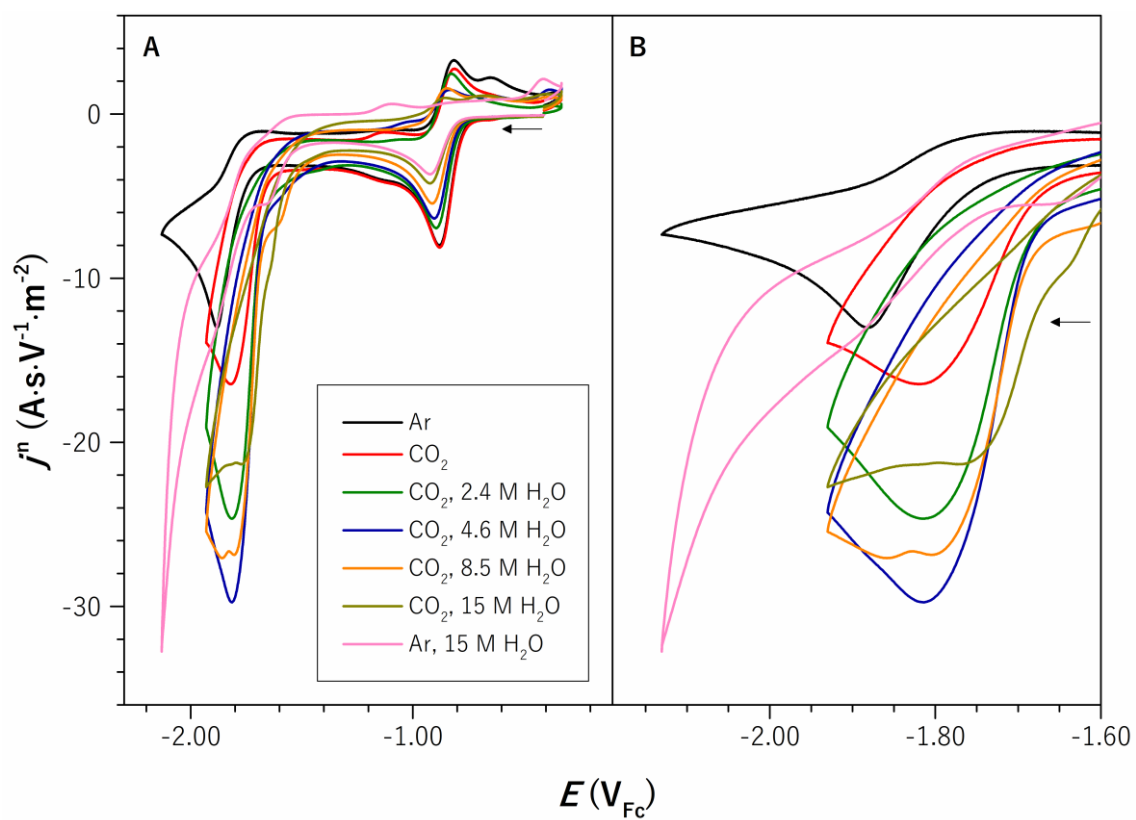 A
B
0
-10
-20
-30
jⁿ (A·s·V⁻¹·m⁻²)
Ar
CO₂
CO₂, 2.4 M H₂O
CO₂, 4.6 M H₂O
CO₂, 8.5 M H₂O
CO₂, 15 M H₂O
Ar, 15 M H₂O
-2.00 -1.00 -2.00 -1.80 -1.60
E (V_Fc)